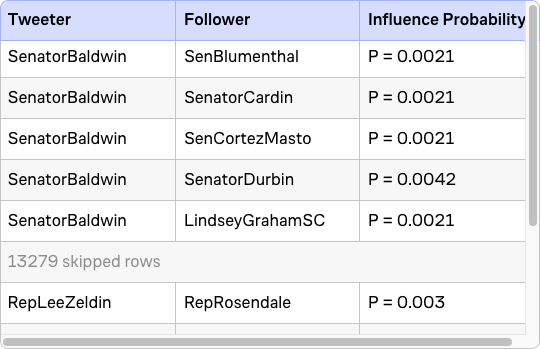 Tweeter Follower Influence Probability
SenatorBaldwin SenBlumenthal P = 0.0021
SenatorBaldwin SenatorCardin P = 0.0021
SenatorBaldwin SenCortezMasto P = 0.0021
SenatorBaldwin SenatorDurbin P = 0.0042
SenatorBaldwin LindseyGrahamSC P = 0.0021
13279 skipped rows
RepLeeZeldin RepRosendale P = 0.003